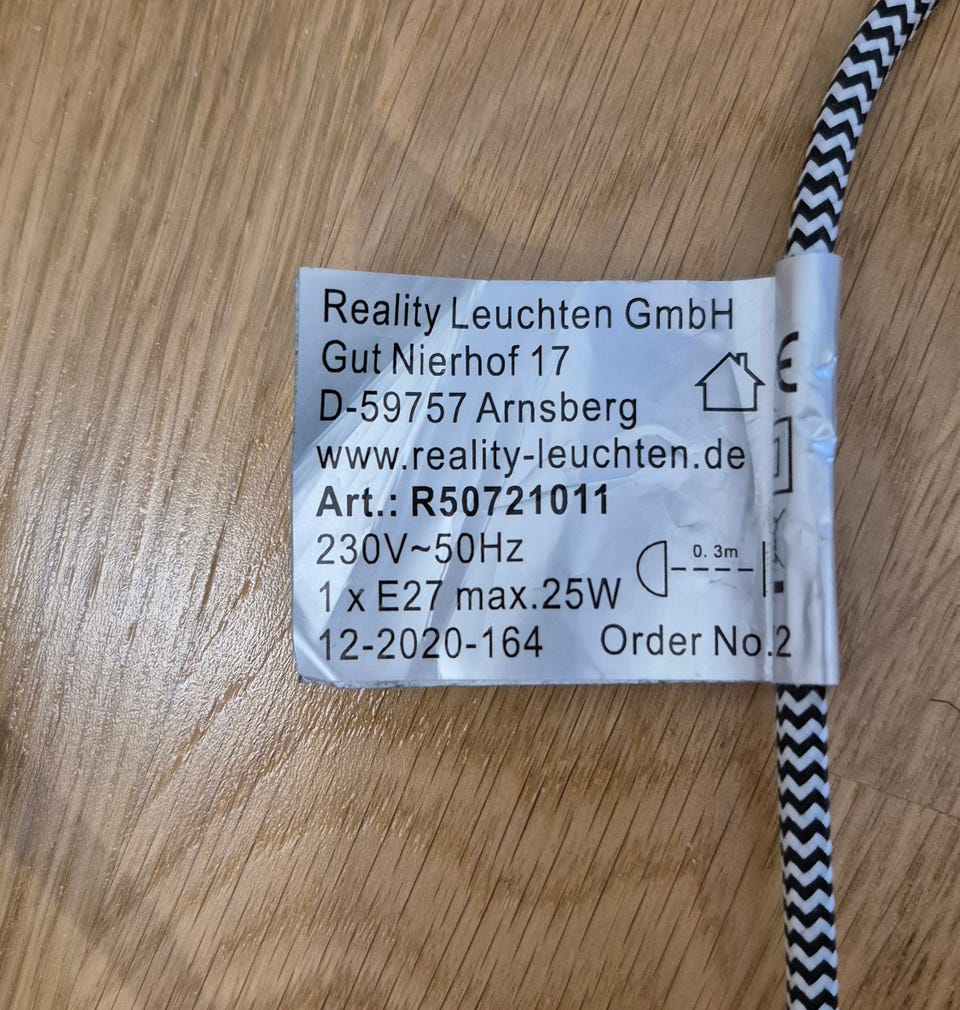 Reality Leuchten GmbH
Gut Nierhof 17
D-59757 Arnsberg
www.reality-leuchten.de
Art.: R50721011
230V~50Hz
0.3m
1 x E27 max.25W
12-2020-164 Order No.2